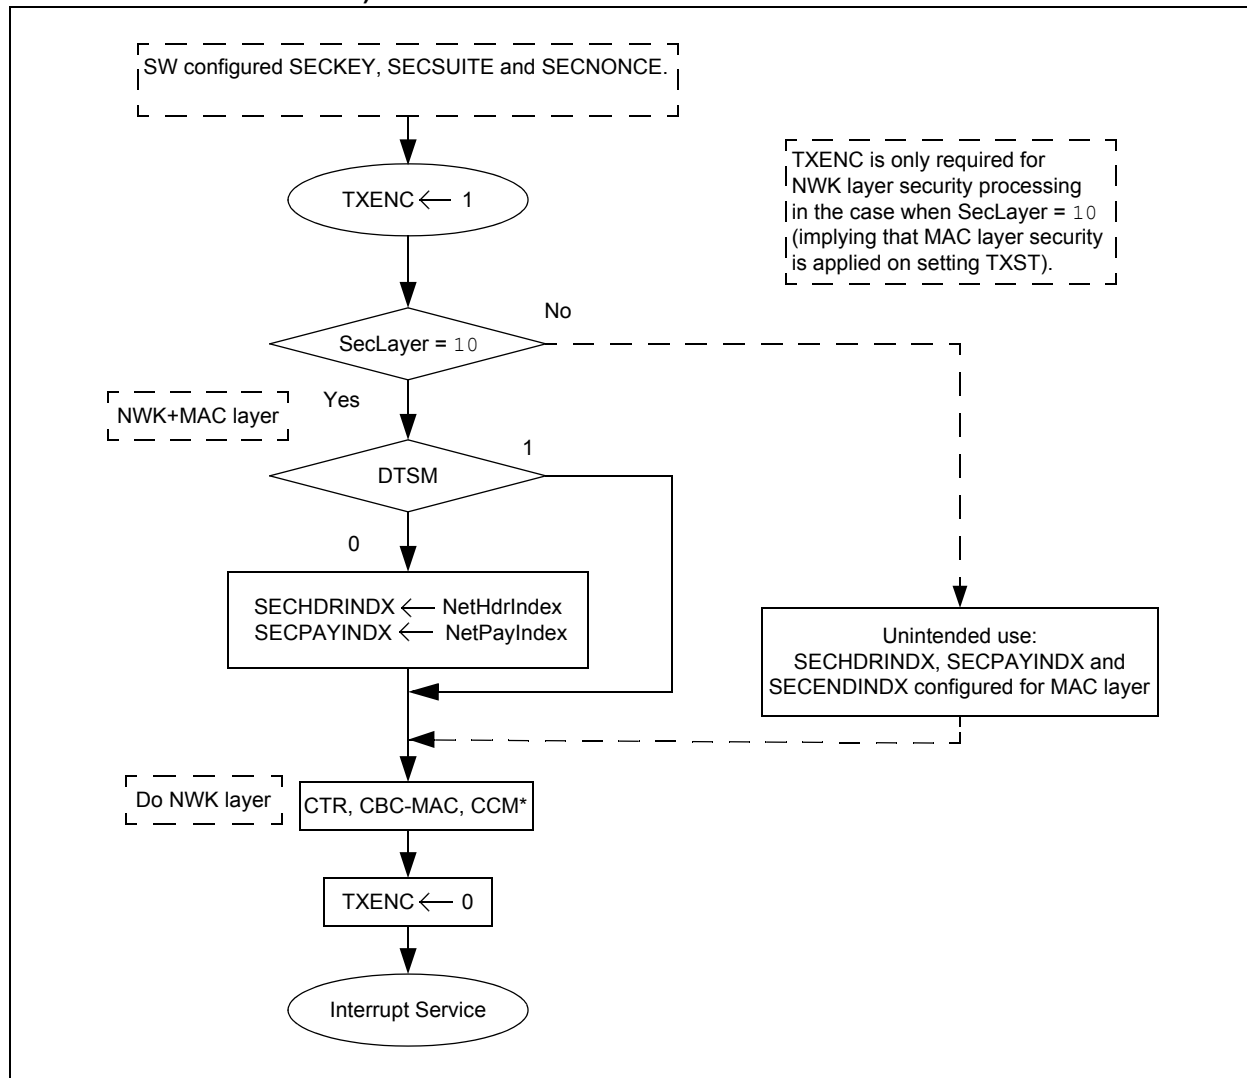 SW configured SECKEY, SECSUITE and SECNONCE.
TXENC ← 1
TXENC is only required for
NWK layer security processing
in the case when SecLayer = 10
(implying that MAC layer security
is applied on setting TXST).
No
SecLayer = 10
Yes
NWK+MAC layer
1
DTSM
0
SECHDRINDX ← NetHdrIndex
SECPAYINDX ← NetPayIndex
Unintended use:
SECHDRINDX, SECPAYINDX and
SECENDINDX configured for MAC layer
Do NWK layer
CTR, CBC-MAC, CCM*
TXENC ← 0
Interrupt Service